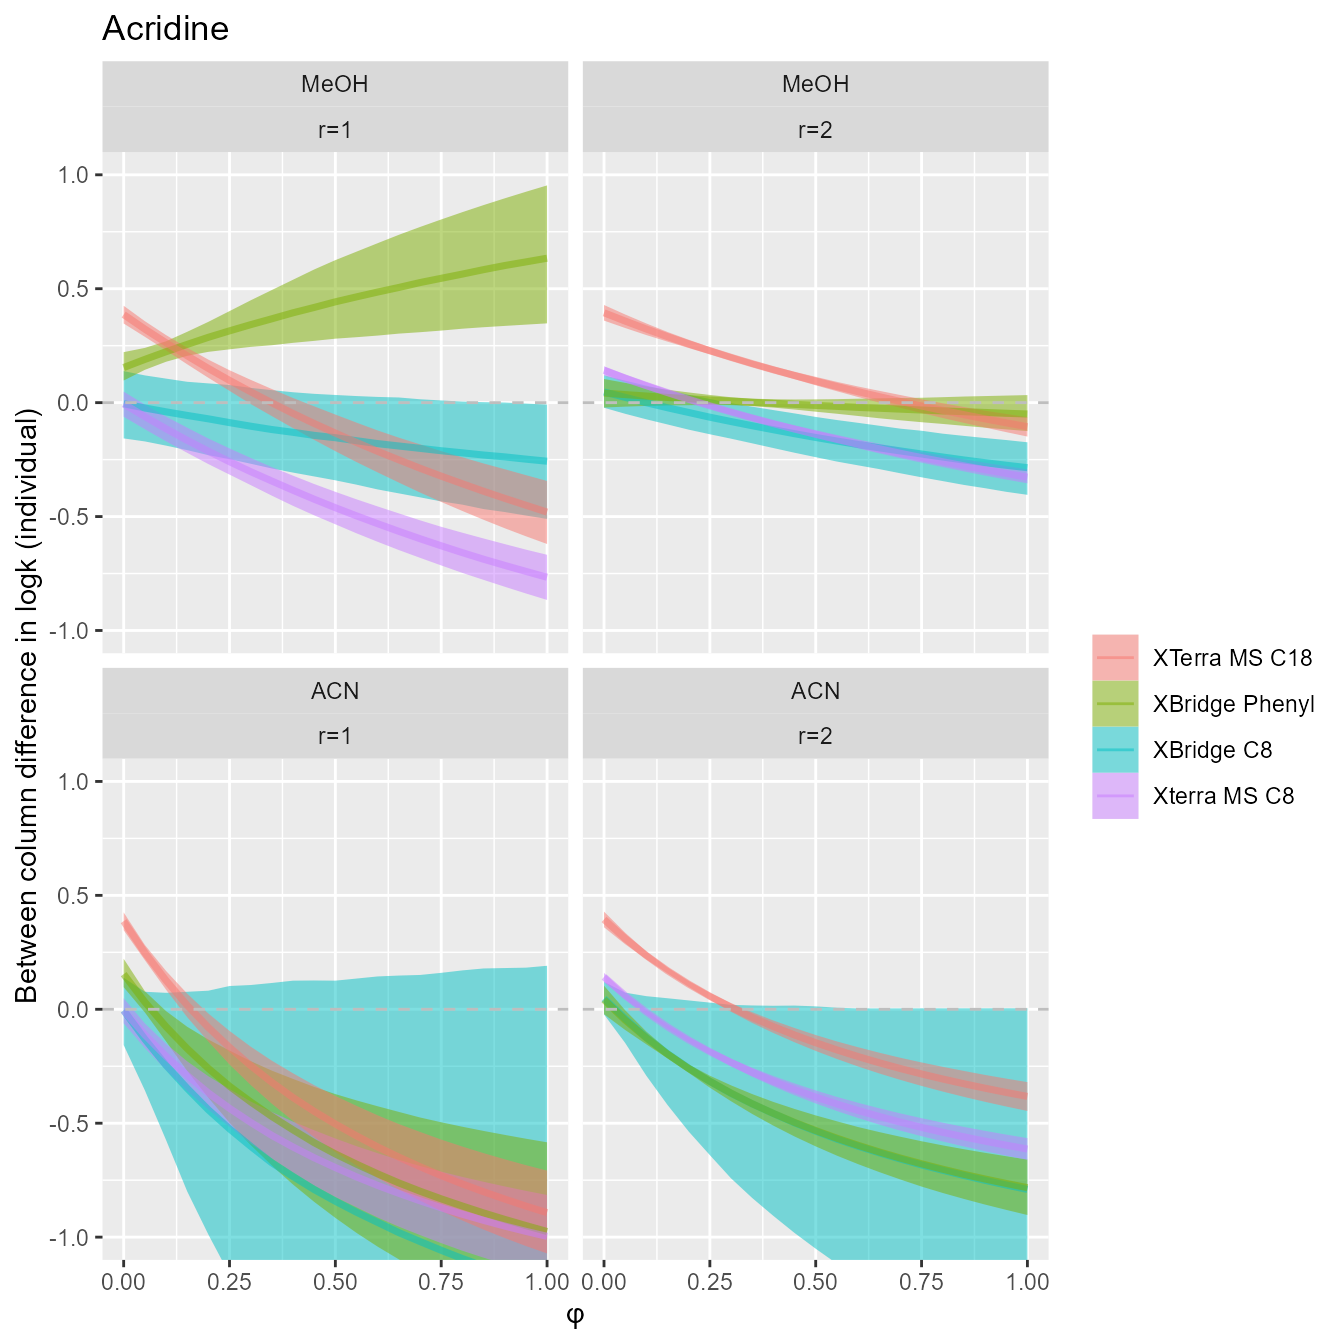 Acridine
MeOH
MeOH
r=1
r=2
1.0
0.5
0.0
-0.5
-1.0
ACN
ACN
r=1
r=2
1.0
0.5
0.0
-0.5
-1.0
0.00 0.25 0.50 0.75 1.00
0.00 0.25 0.50 0.75 1.00
φ
Between column difference in logk (individual)
XTerra MS C18
XBridge Phenyl
XBridge C8
Xterra MS C8